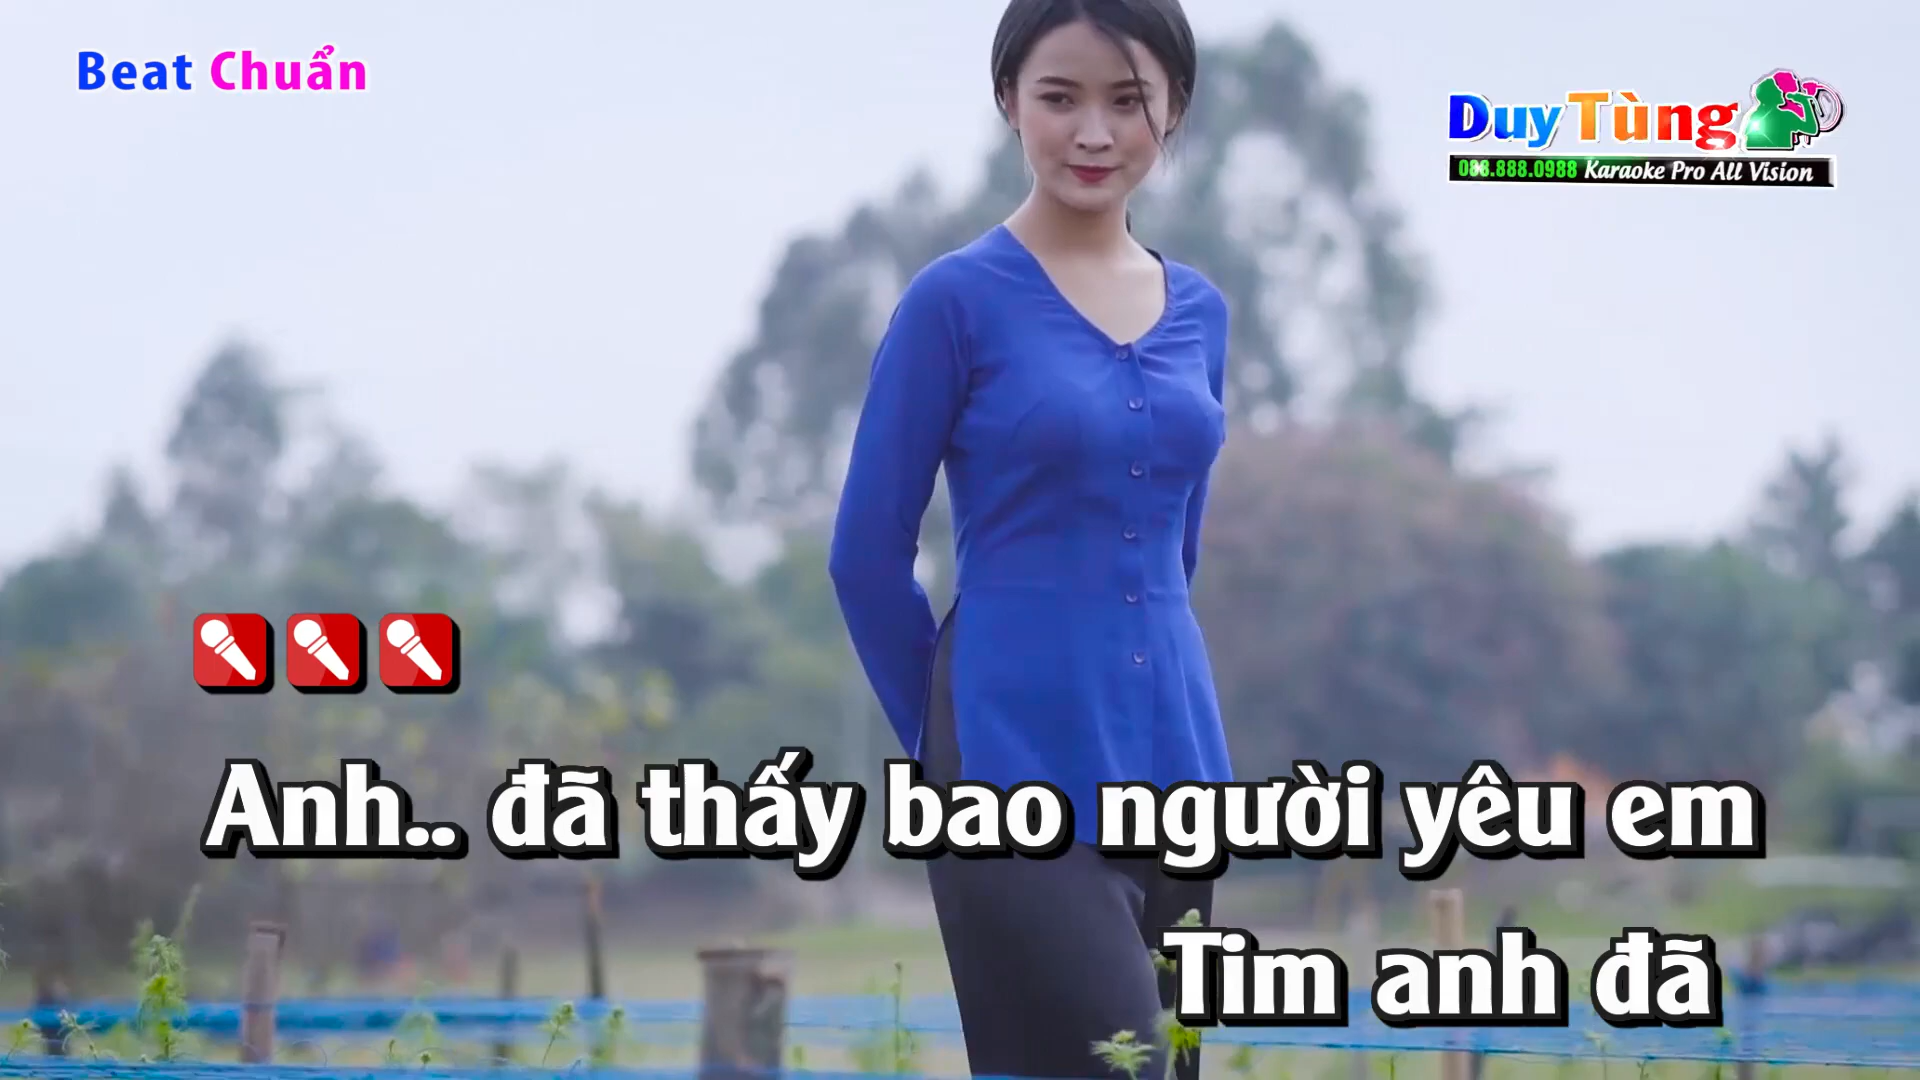 Beat Chuẩn
Duy Tùng
088.888.0988 Karaoke Pro All Vision
Anh.. đã thấy bao người yêu em
Tim anh đã